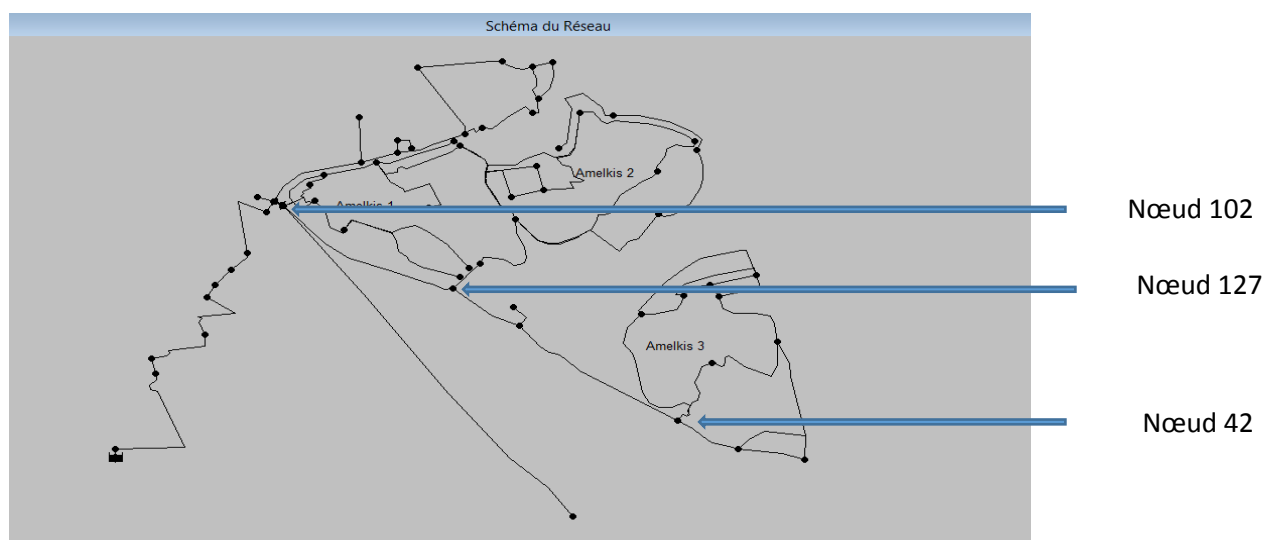 Schéma du Réseau
Amelkis 2
Amelkis 1
Nœud 102
Nœud 127
Amelkis 3
Nœud 42